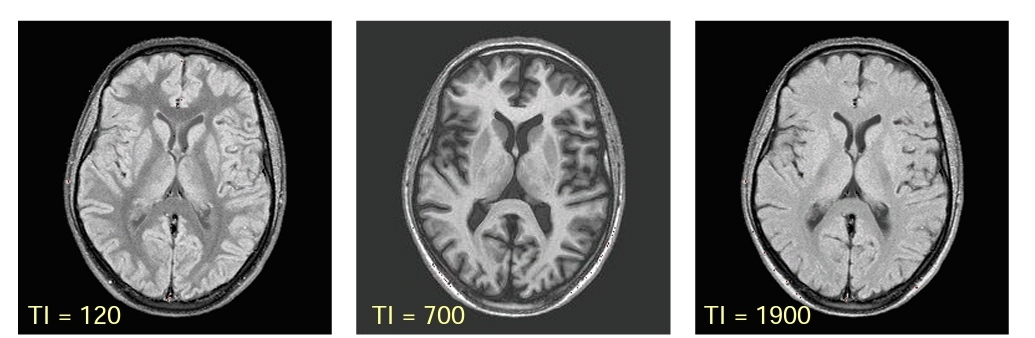 TI = 120
TI = 700
TI = 1900